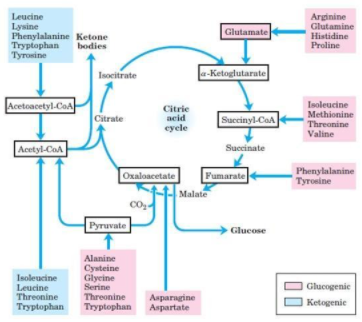 Leucine
Lysine
Phenylalanine
Tryptophan
Tyrosine
Ketone
bodies
Glutamate
Arginine
Glutamine
Histidine
Proline
Isocitrate
α-Ketoglutarate
Acetoacetyl-CoA
Citrate
Citric
acid
cycle
Succinyl-CoA
Isoleucine
Methionine
Threonine
Valine
Acetyl-CoA
Succinate
Oxaloacetate
Fumarate
Phenylalanine
Tyrosine
Malate
CO2
Pyruvate
Glucose
Isoleucine
Leucine
Threonine
Tryptophan
Alanine
Cysteine
Glycine
Serine
Threonine
Tryptophan
Asparagine
Aspartate
Glucogenic
Ketogenic